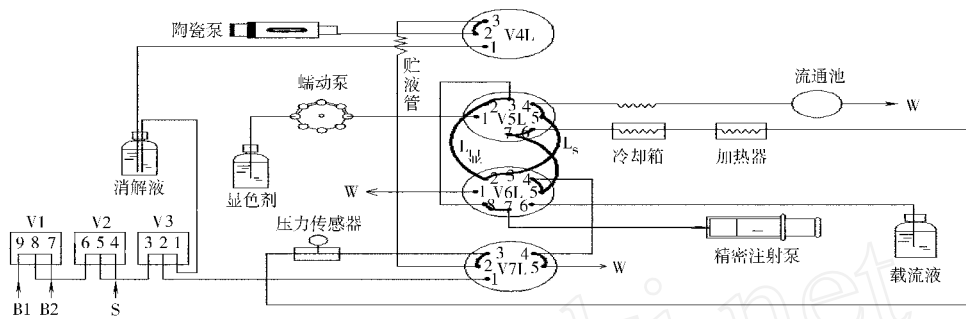 陶瓷泵
3
2
1
V4L
贮液管
蠕动泵
流通池
W
2 3 4
1 V5L 5
7 6
L显
Ls
冷却箱
加热器
消解液
显色剂
W
2 3 4
1 V6L 5
8 7 6
压力传感器
精密注射泵
载流液
V1 V2 V3
9 8 7
6 5 4
3 2 1
3 4
2 V7L 5
1
W
B1 B2 S